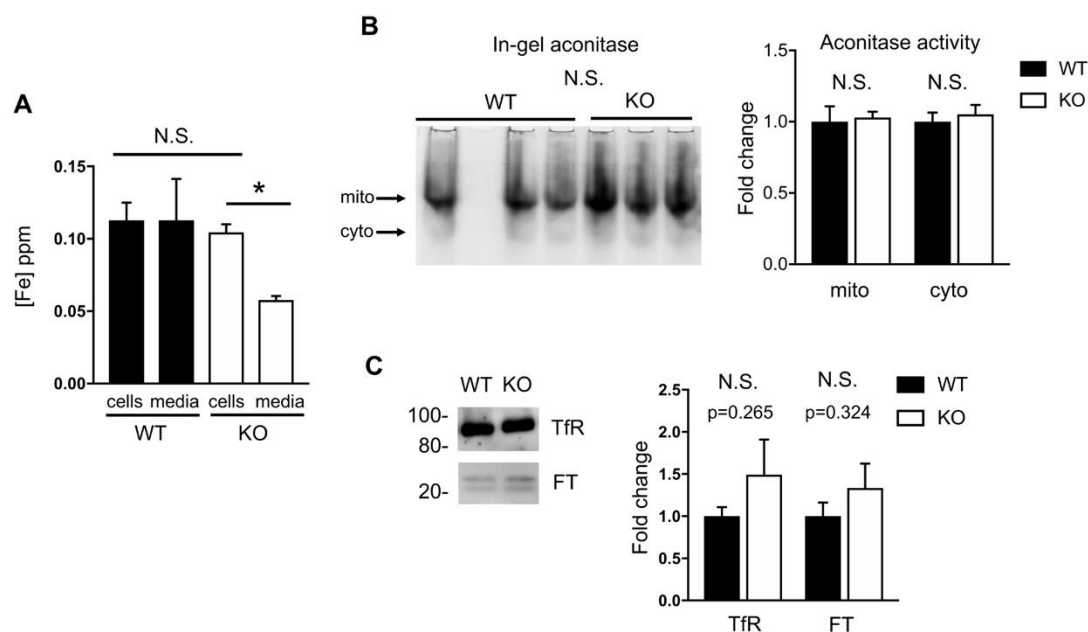 A
N.S.
*
0.15
0.10
0.05
0.00
[Fe] ppm
cells media cells media
WT KO
B
In-gel aconitase
N.S.
WT KO
mito
cyto
Aconitase activity
WT
KO
N.S. N.S.
1.5
1.0
0.5
0.0
Fold change
mito cyto
C
WT KO
100-
80-
TfR
20-
FT
N.S. N.S.
p=0.265 p=0.324
WT
KO
2.5
2.0
1.5
1.0
0.5
0.0
Fold change
TfR FT